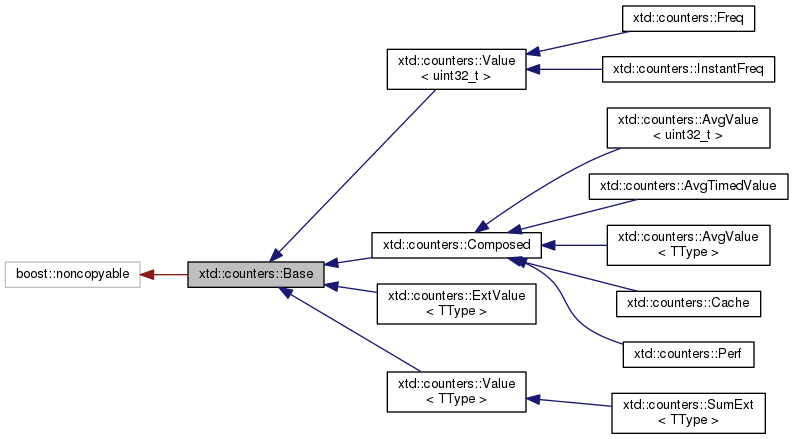 boost::noncopyable
xtd::counters::Base
xtd::counters::Value
< uint32_t >
xtd::counters::Composed
xtd::counters::ExtValue
< TType >
xtd::counters::Value
< TType >
xtd::counters::Freq
xtd::counters::InstantFreq
xtd::counters::AvgValue
< uint32_t >
xtd::counters::AvgTimedValue
xtd::counters::AvgValue
< TType >
xtd::counters::Cache
xtd::counters::Perf
xtd::counters::SumExt
< TType >